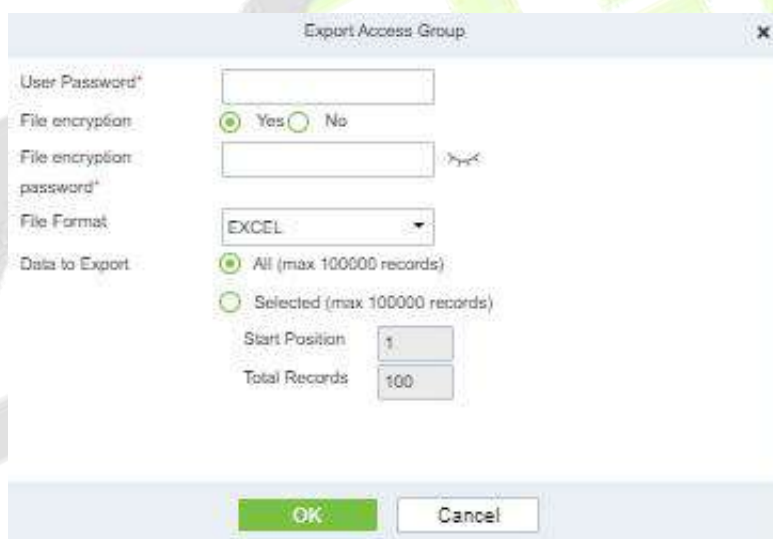 Export Access Group
User Password*
File encryption Yes No
File encryption
password*
File Format EXCEL
Data to Export All (max 100000 records)
Selected (max 100000 records)
Start Position 1
Total Records 100
OK Cancel